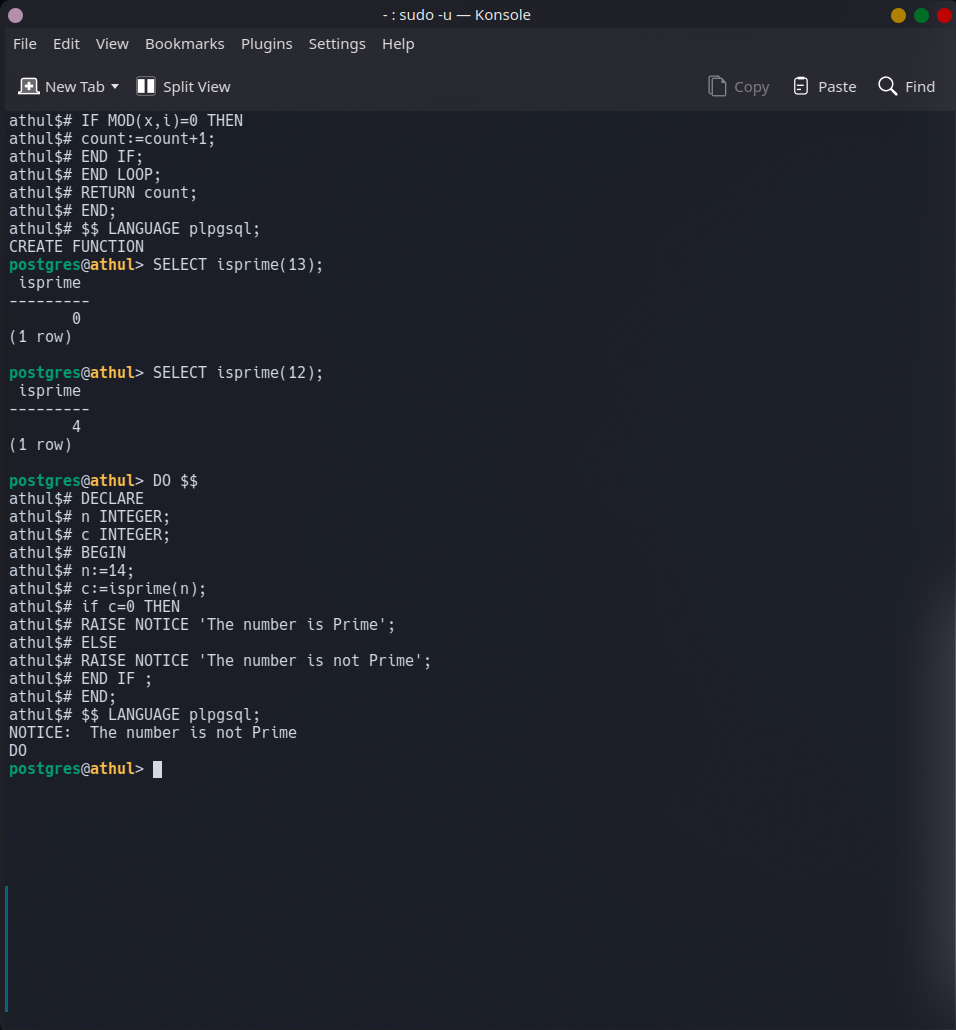 - : sudo -u — Konsole
File Edit View Bookmarks Plugins Settings Help
New Tab Split View Copy Paste Find
athul$# IF MOD(x,i)=0 THEN
athul$# count:=count+1;
athul$# END IF;
athul$# END LOOP;
athul$# RETURN count;
athul$# END;
athul$# $$ LANGUAGE plpgsql;
CREATE FUNCTION
postgres@athul> SELECT isprime(13);
 isprime
---------
       0
(1 row)

postgres@athul> SELECT isprime(12);
 isprime
---------
       4
(1 row)

postgres@athul> DO $$
athul$# DECLARE
athul$# n INTEGER;
athul$# c INTEGER;
athul$# BEGIN
athul$# n:=14;
athul$# c:=isprime(n);
athul$# if c=0 THEN
athul$# RAISE NOTICE 'The number is Prime';
athul$# ELSE
athul$# RAISE NOTICE 'The number is not Prime';
athul$# END IF ;
athul$# END;
athul$# $$ LANGUAGE plpgsql;
NOTICE:  The number is not Prime
DO
postgres@athul>